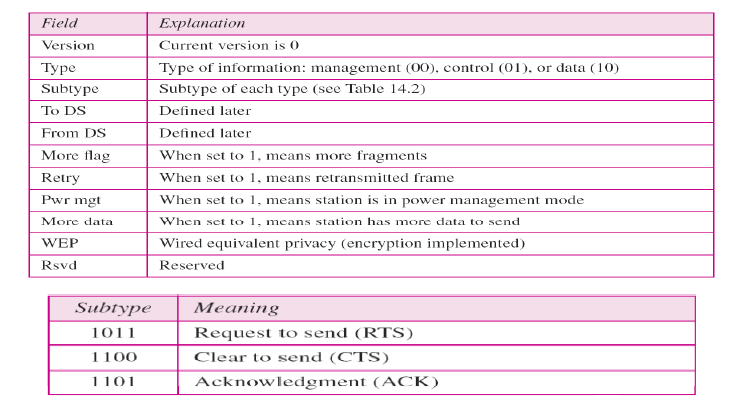 Field Explanation
Version Current version is 0
Type Type of information: management (00), control (01), or data (10)
Subtype Subtype of each type (see Table 14.2)
To DS Defined later
From DS Defined later
More flag When set to 1, means more fragments
Retry When set to 1, means retransmitted frame
Pwr mgt When set to 1, means station is in power management mode
More data When set to 1, means station has more data to send
WEP Wired equivalent privacy (encryption implemented)
Rsvd Reserved
Subtype Meaning
1011 Request to send (RTS)
1100 Clear to send (CTS)
1101 Acknowledgment (ACK)